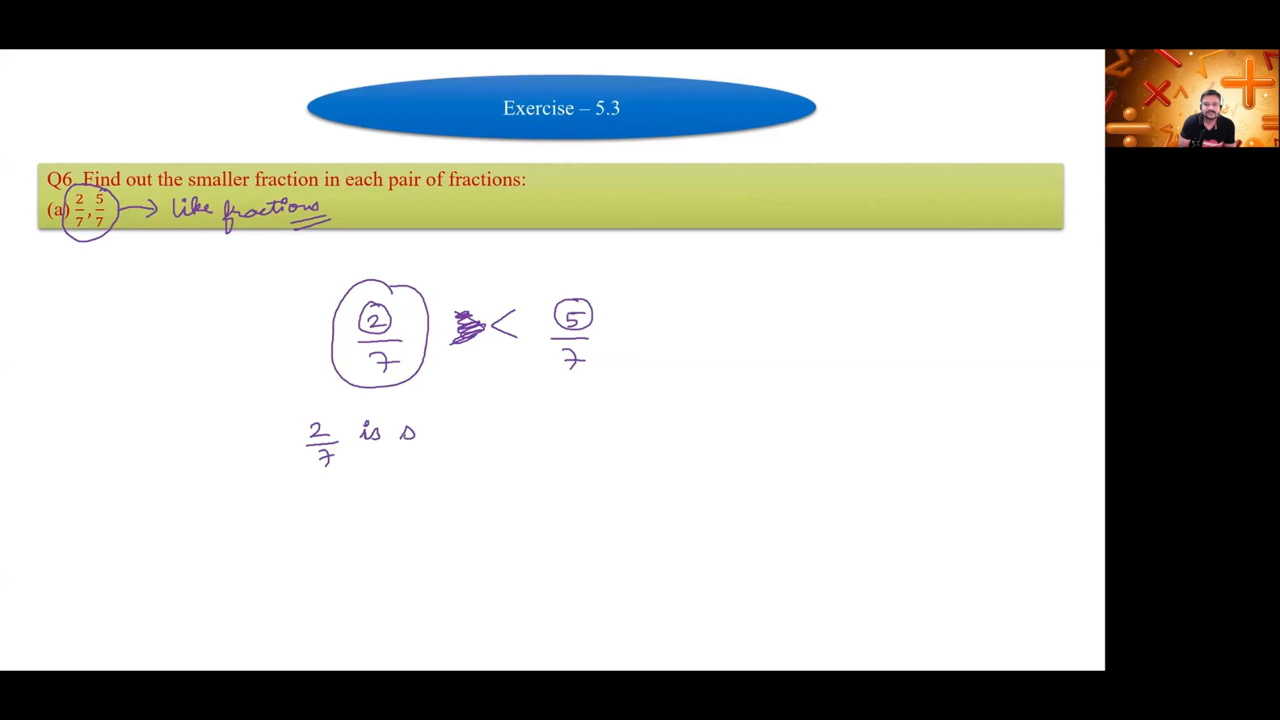 Exercise – 5.3
Q6. Find out the smaller fraction in each pair of fractions:
(a) 2/7, 5/7 → like fractions
2/7 < 5/7
2/7 is s